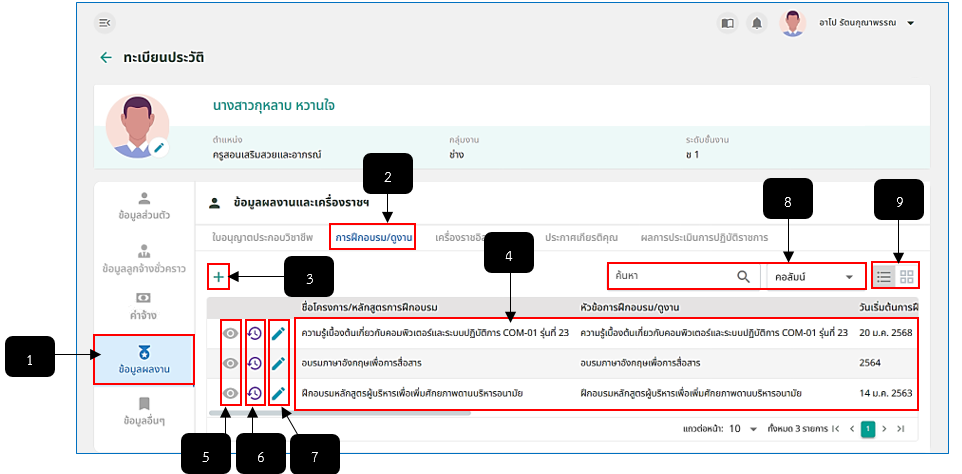 อาโป รัตนคุณาพรรณ
ทะเบียนประวัติ
นางสาวกุหลาบ หวานใจ
ตำแหน่ง กลุ่มงาน ระดับชั้นงาน
ครูสอนเสริมสวยและอาภรณ์ ช่าง ช 1
2
8
9
ข้อมูลส่วนตัว
ข้อมูลผลงานและเครื่องราชฯ
ใบอนุญาตประกอบวิชาชีพ การฝึกอบรม/ดูงาน ประกาศเกียรติคุณ ผลการประเมินการปฏิบัติราชการ
4
ข้อมูลลูกจ้างชั่วคราว
3
ค้นหา คอลัมน์
ค่าจ้าง
ชื่อโครงการ/หลักสูตรการฝึกอบรม หัวข้อการฝึกอบรม/ดูงาน
ความรู้เบื้องต้นเกี่ยวกับคอมพิวเตอร์และระบบปฏิบัติการ COM-01 รุ่นที่ 23 ความรู้เบื้องต้นเกี่ยวกับคอมพิวเตอร์และระบบปฏิบัติการ COM-01 รุ่นที่ 23 20 ม.ค. 2568
1
ข้อมูลผลงาน
อบรมภาษาอังกฤษเพื่อการสื่อสาร อบรมภาษาอังกฤษเพื่อการสื่อสาร 2564
ฝึกอบรมหลักสูตรผู้บริหารเพื่อเพิ่มศักยภาพด้านบริหารอนามัย ฝึกอบรมหลักสูตรผู้บริหารเพื่อเพิ่มศักยภาพด้านบริหารอนามัย 14 ม.ค. 2563
ข้อมูลอื่นๆ
แถวต่อหน้า: 10 ทั้งหมด 3 รายการ 1
5 6 7